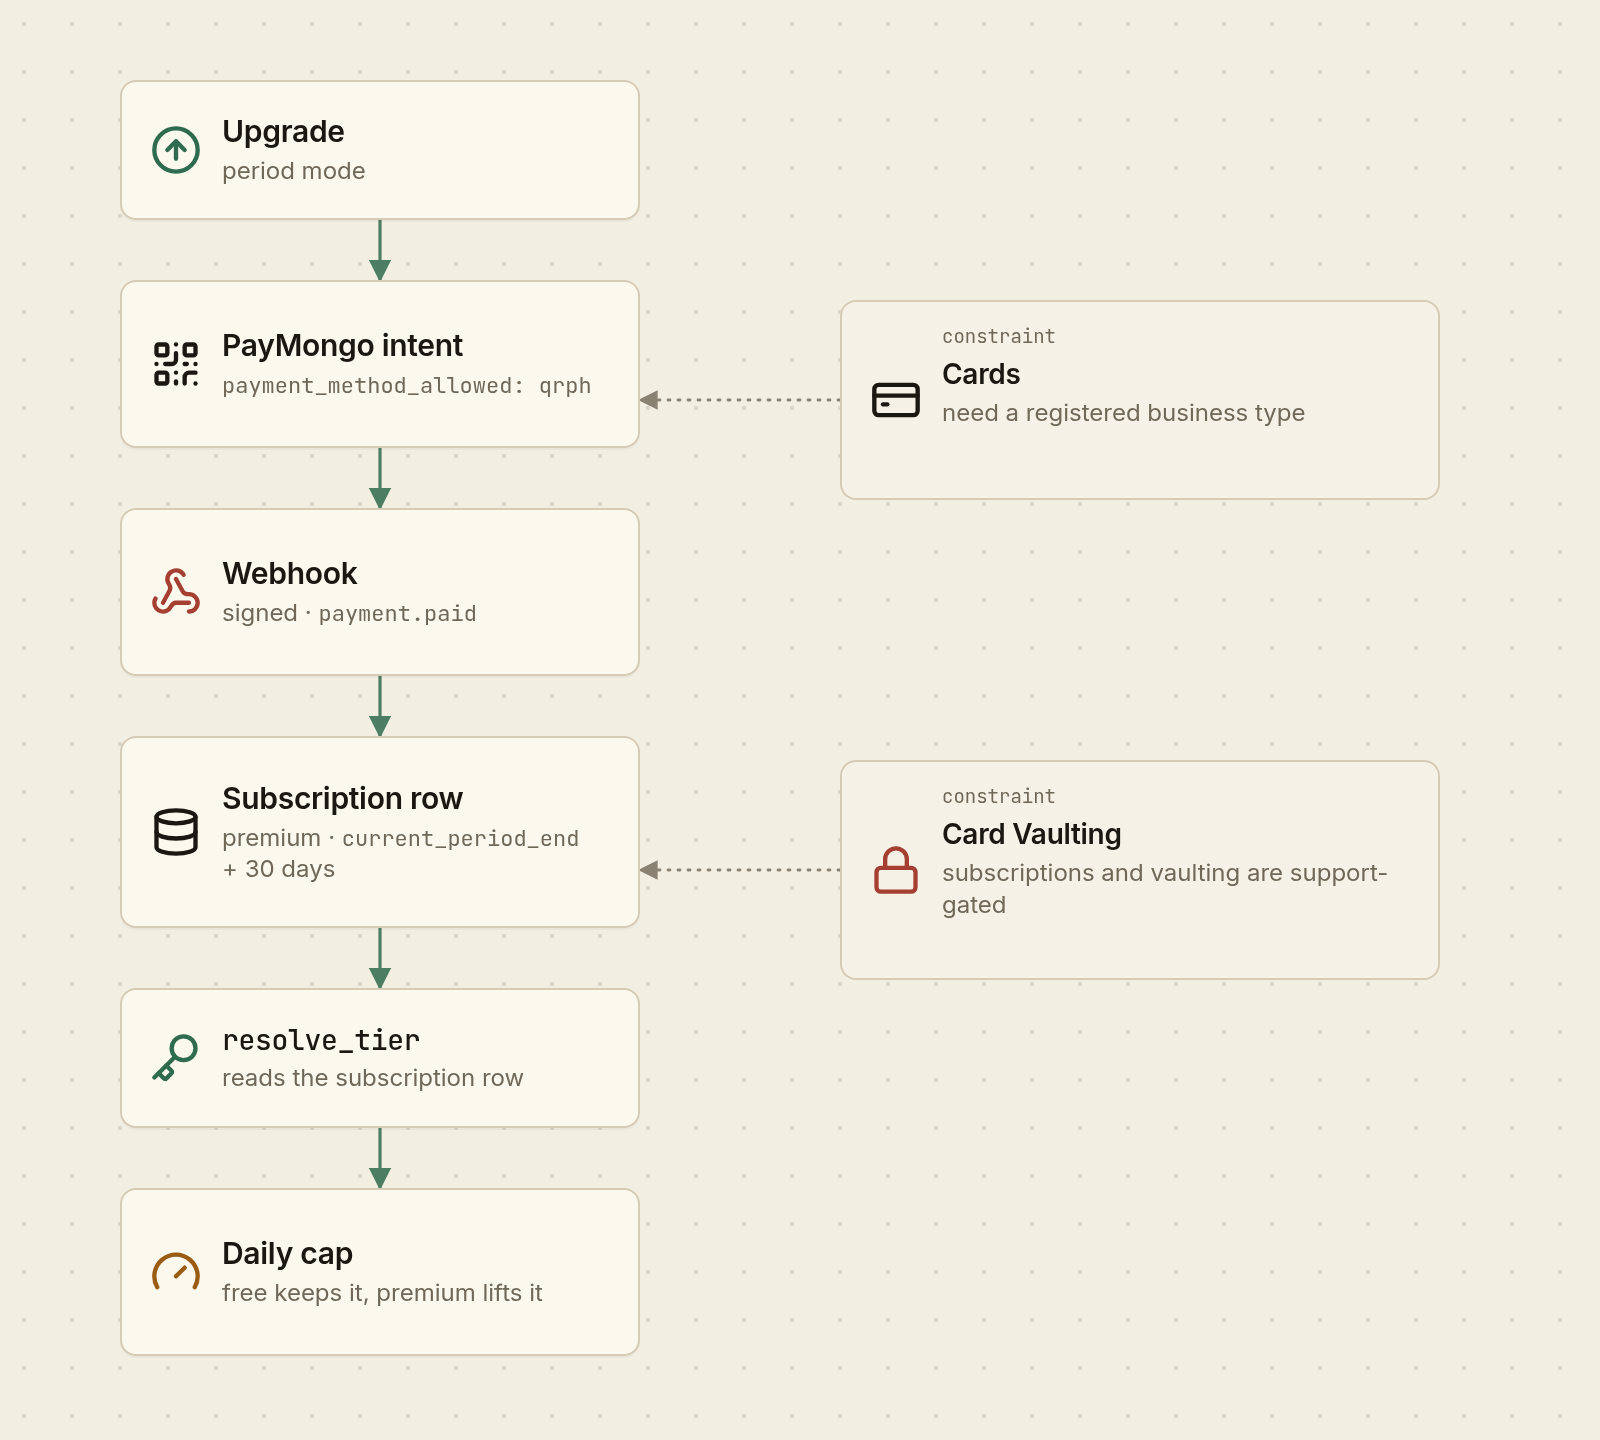 Upgrade
period mode
PayMongo intent
payment_method_allowed: qrph
constraint
Cards
need a registered business type
Webhook
signed · payment.paid
Subscription row
premium · current_period_end
+ 30 days
constraint
Card Vaulting
subscriptions and vaulting are support-
gated
resolve_tier
reads the subscription row
Daily cap
free keeps it, premium lifts it